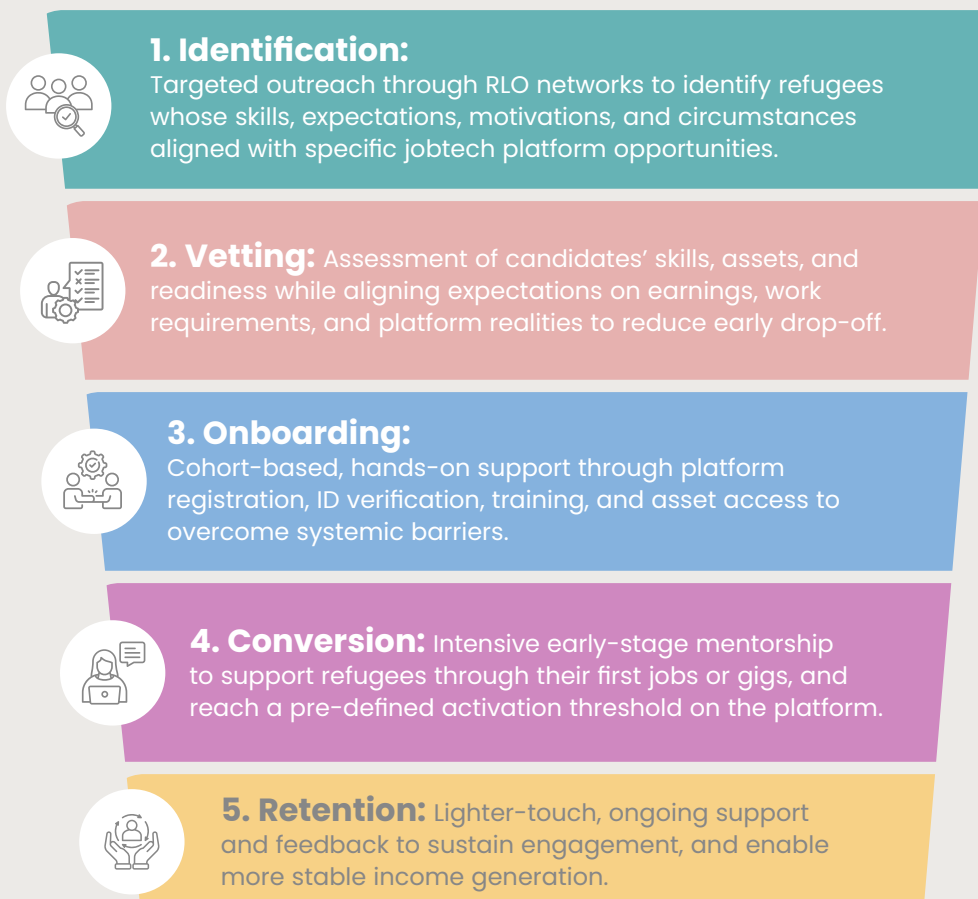 1. Identification:
Targeted outreach through RLO networks to identify refugees
whose skills, expectations, motivations, and circumstances
aligned with specific jobtech platform opportunities.
2. Vetting: Assessment of candidates’ skills, assets, and
readiness while aligning expectations on earnings, work
requirements, and platform realities to reduce early drop-off.
3. Onboarding:
Cohort-based, hands-on support through platform
registration, ID verification, training, and asset access to
overcome systemic barriers.
4. Conversion: Intensive early-stage mentorship
to support refugees through their first jobs or gigs, and
reach a pre-defined activation threshold on the platform.
5. Retention: Lighter-touch, ongoing support
and feedback to sustain engagement, and enable
more stable income generation.